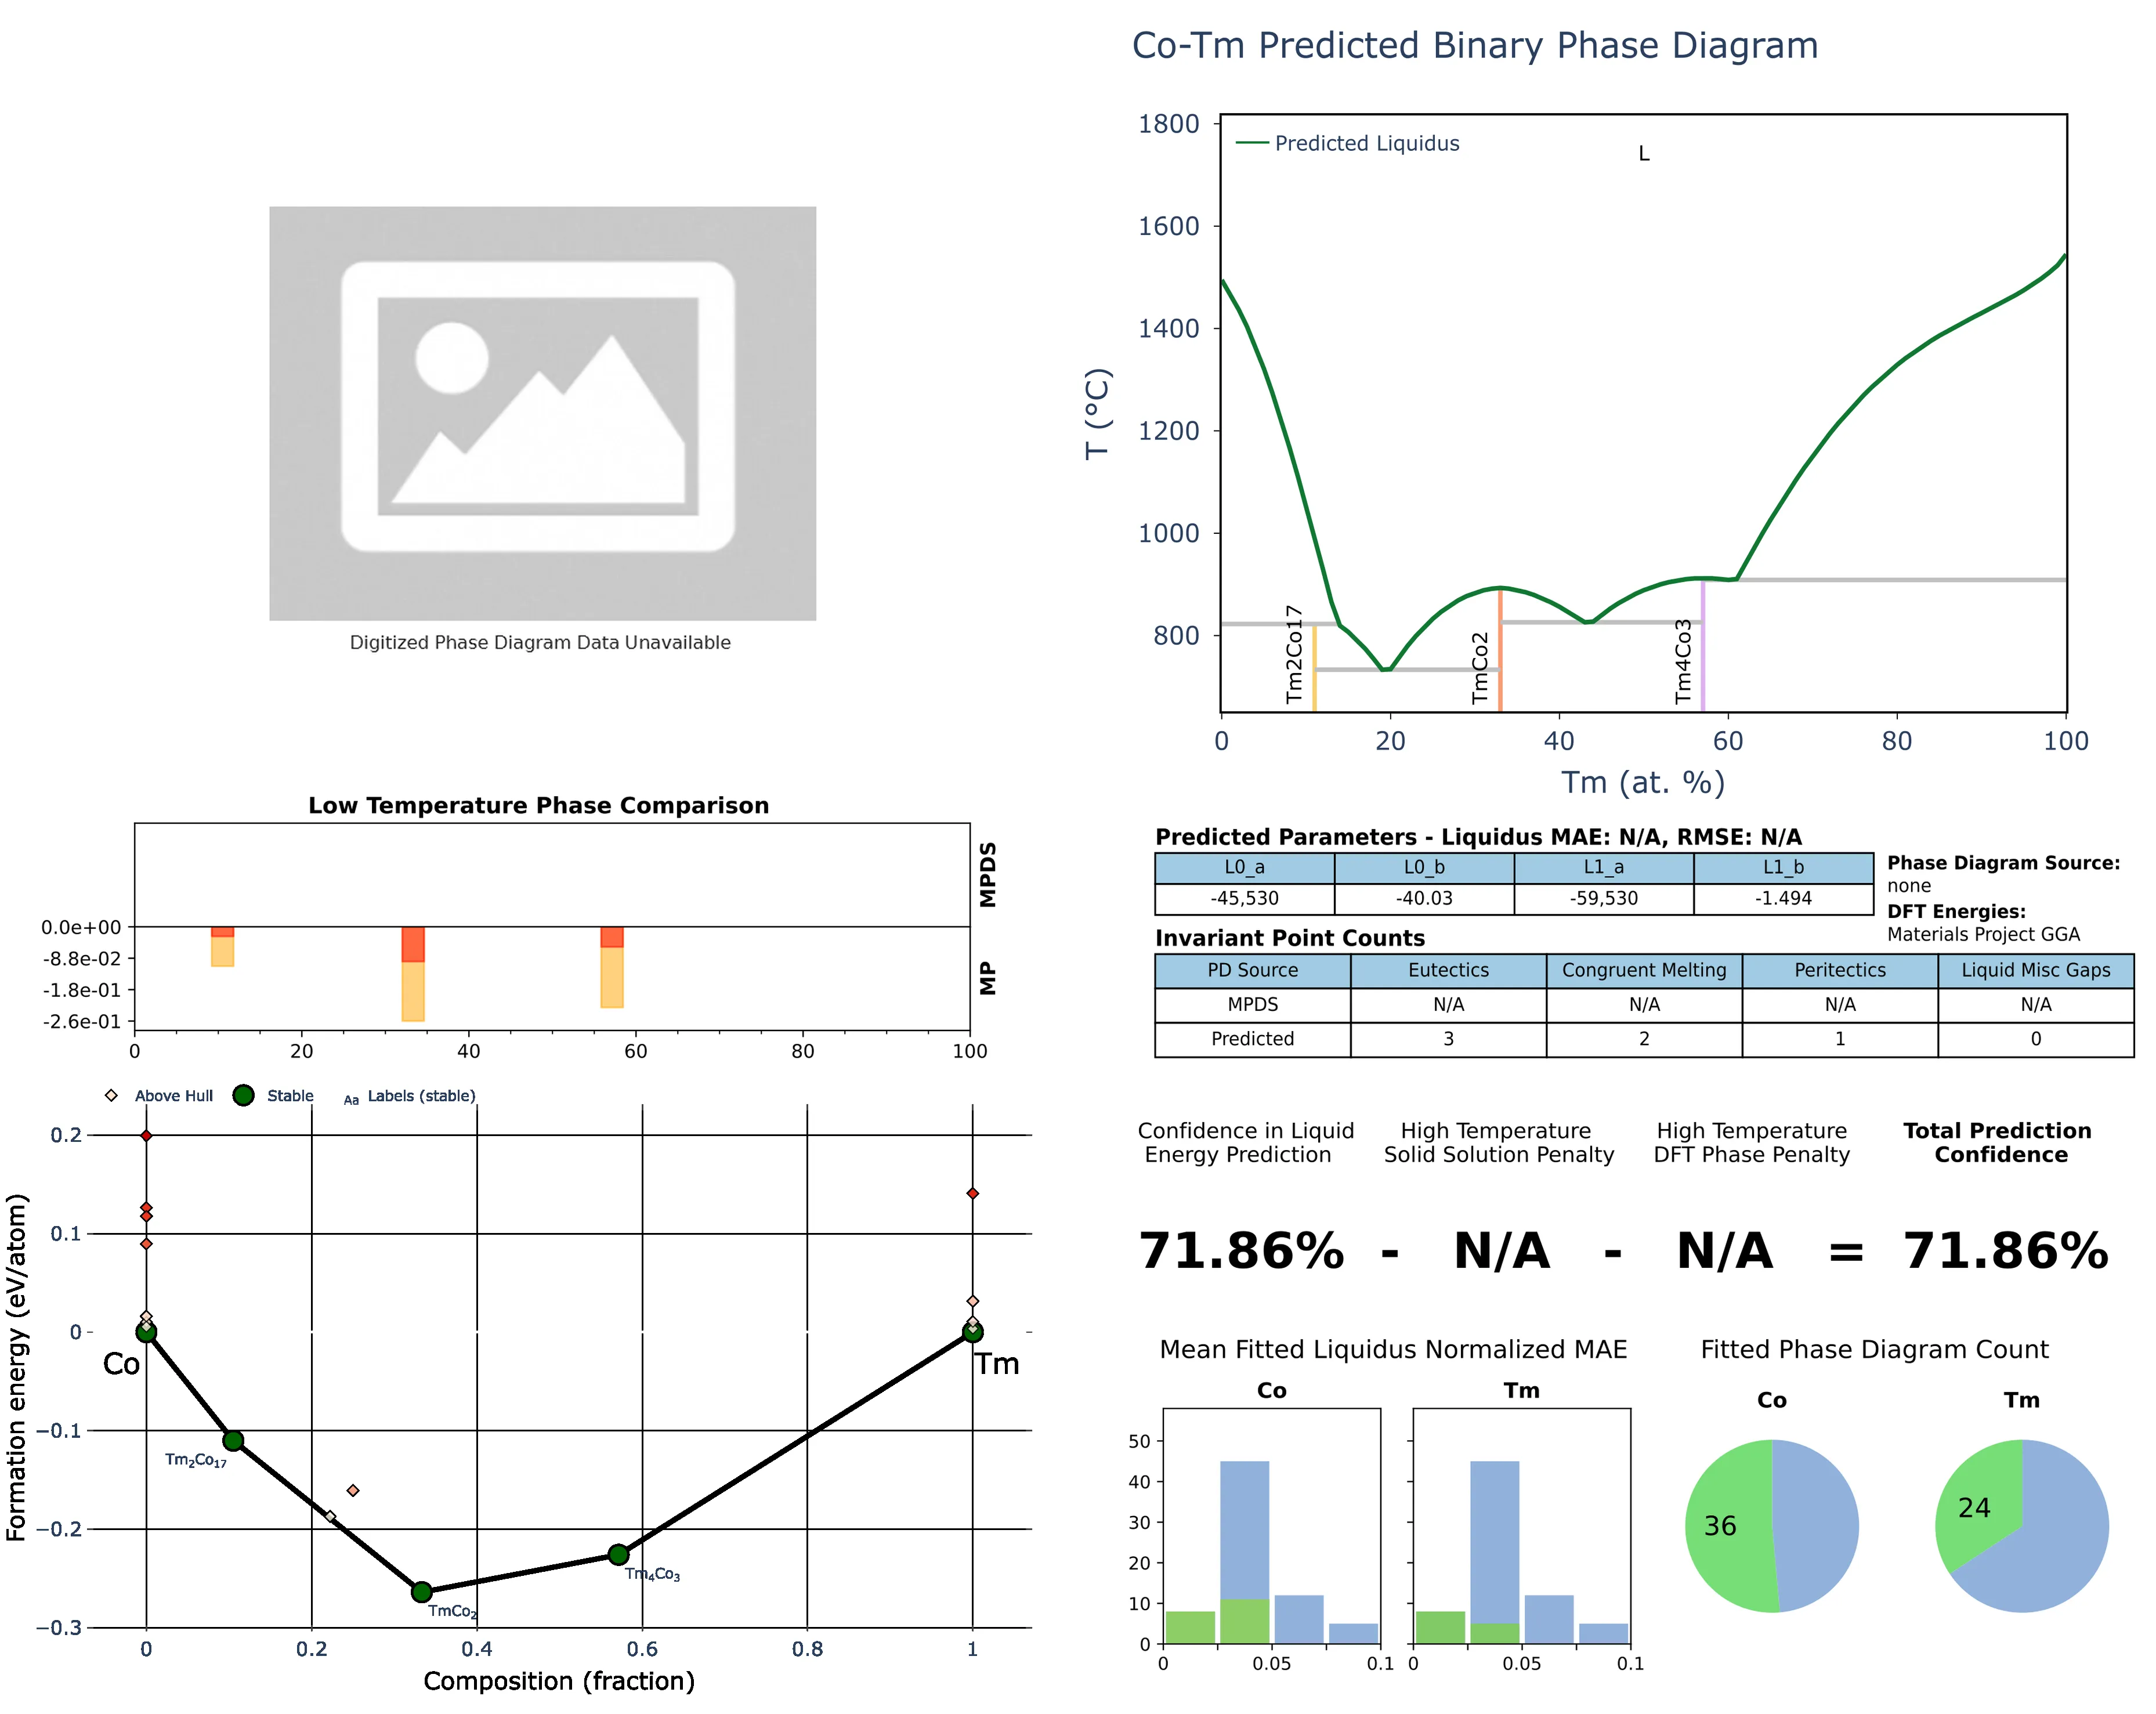 Co-Tm Predicted Binary Phase Diagram
Digitized Phase Diagram Data Unavailable
Predicted Liquidus
L
T (°C)
1800
1600
1400
1200
1000
800
Tm2Co17
TmCo2
Tm4Co3
0 20 40 60 80 100
Tm (at. %)
Low Temperature Phase Comparison
MPDS
MP
0.0e+00
-8.8e-02
-1.8e-01
-2.6e-01
0 20 40 60 80 100
Predicted Parameters - Liquidus MAE: N/A, RMSE: N/A
L0_a L0_b L1_a L1_b
-45,530 -40.03 -59,530 -1.494
Phase Diagram Source:
none
DFT Energies:
Materials Project GGA
Invariant Point Counts
PD Source Eutectics Congruent Melting Peritectics Liquid Misc Gaps
MPDS N/A N/A N/A N/A
Predicted 3 2 1 0
Above Hull Stable Aa Labels (stable)
Formation energy (eV/atom)
0.2
0.1
0
−0.1
−0.2
−0.3
Co
Tm
Tm₂Co₁₇
TmCo₂
Tm₄Co₃
0 0.2 0.4 0.6 0.8 1
Composition (fraction)
Confidence in Liquid
Energy Prediction
High Temperature
Solid Solution Penalty
High Temperature
DFT Phase Penalty
Total Prediction
Confidence
71.86% - N/A - N/A = 71.86%
Mean Fitted Liquidus Normalized MAE
Co
Tm
50
40
30
20
10
0
0 0.05 0.1
0 0.05 0.1
Fitted Phase Diagram Count
Co
Tm
36
24